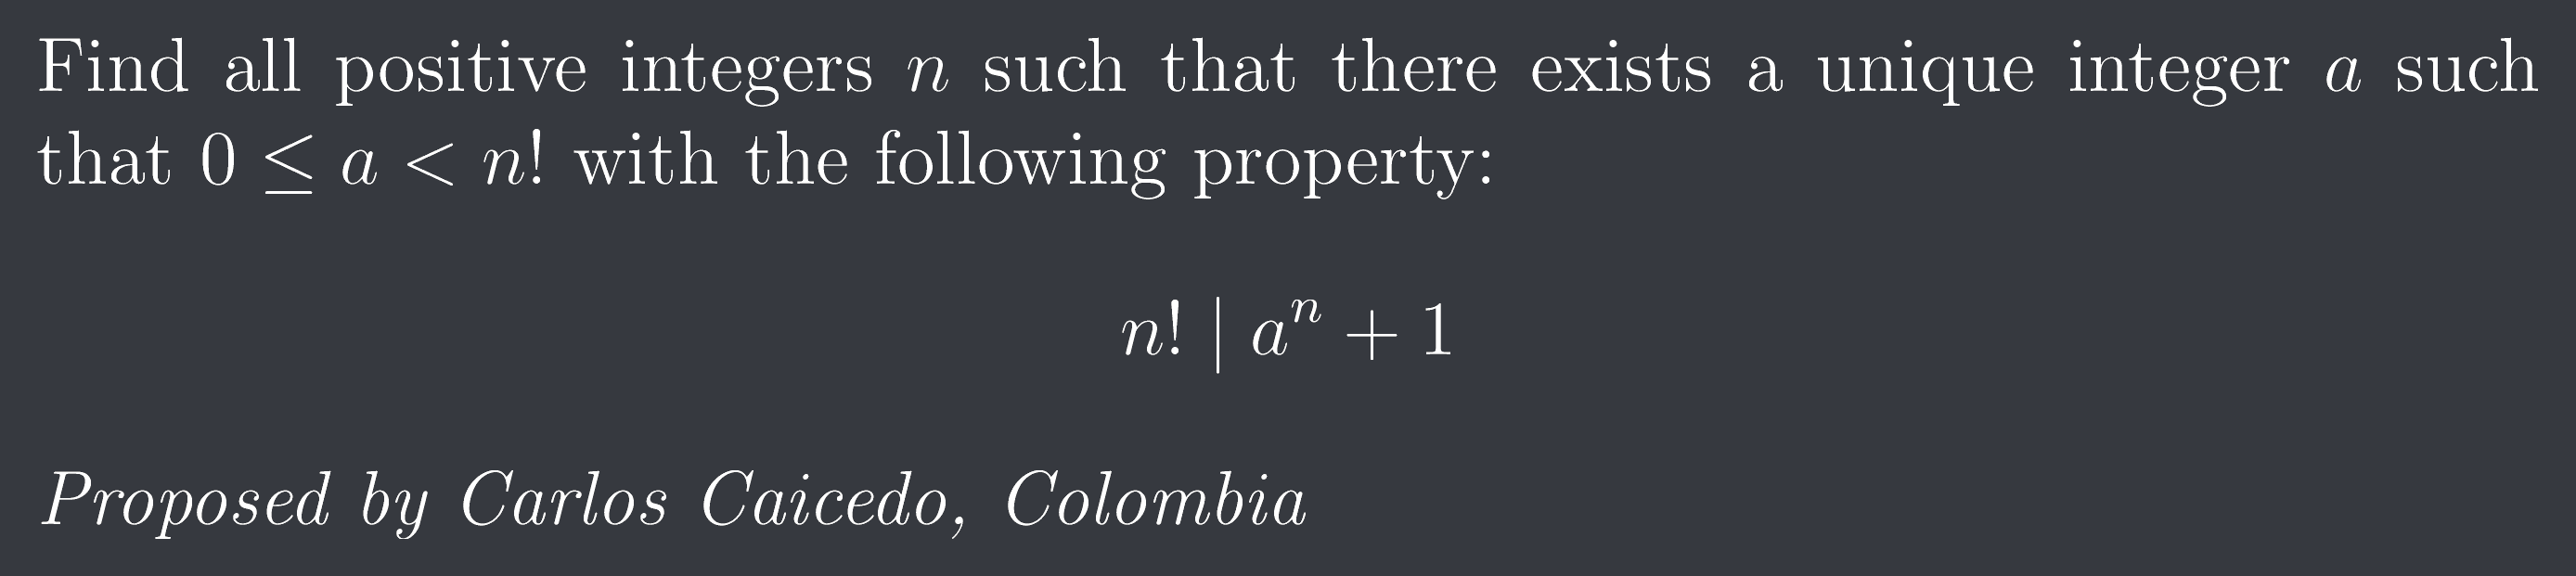 Find all positive integers n such that there exists a unique integer a such
that 0 ≤ a < n! with the following property:
n! | aⁿ + 1
Proposed by Carlos Caicedo, Colombia